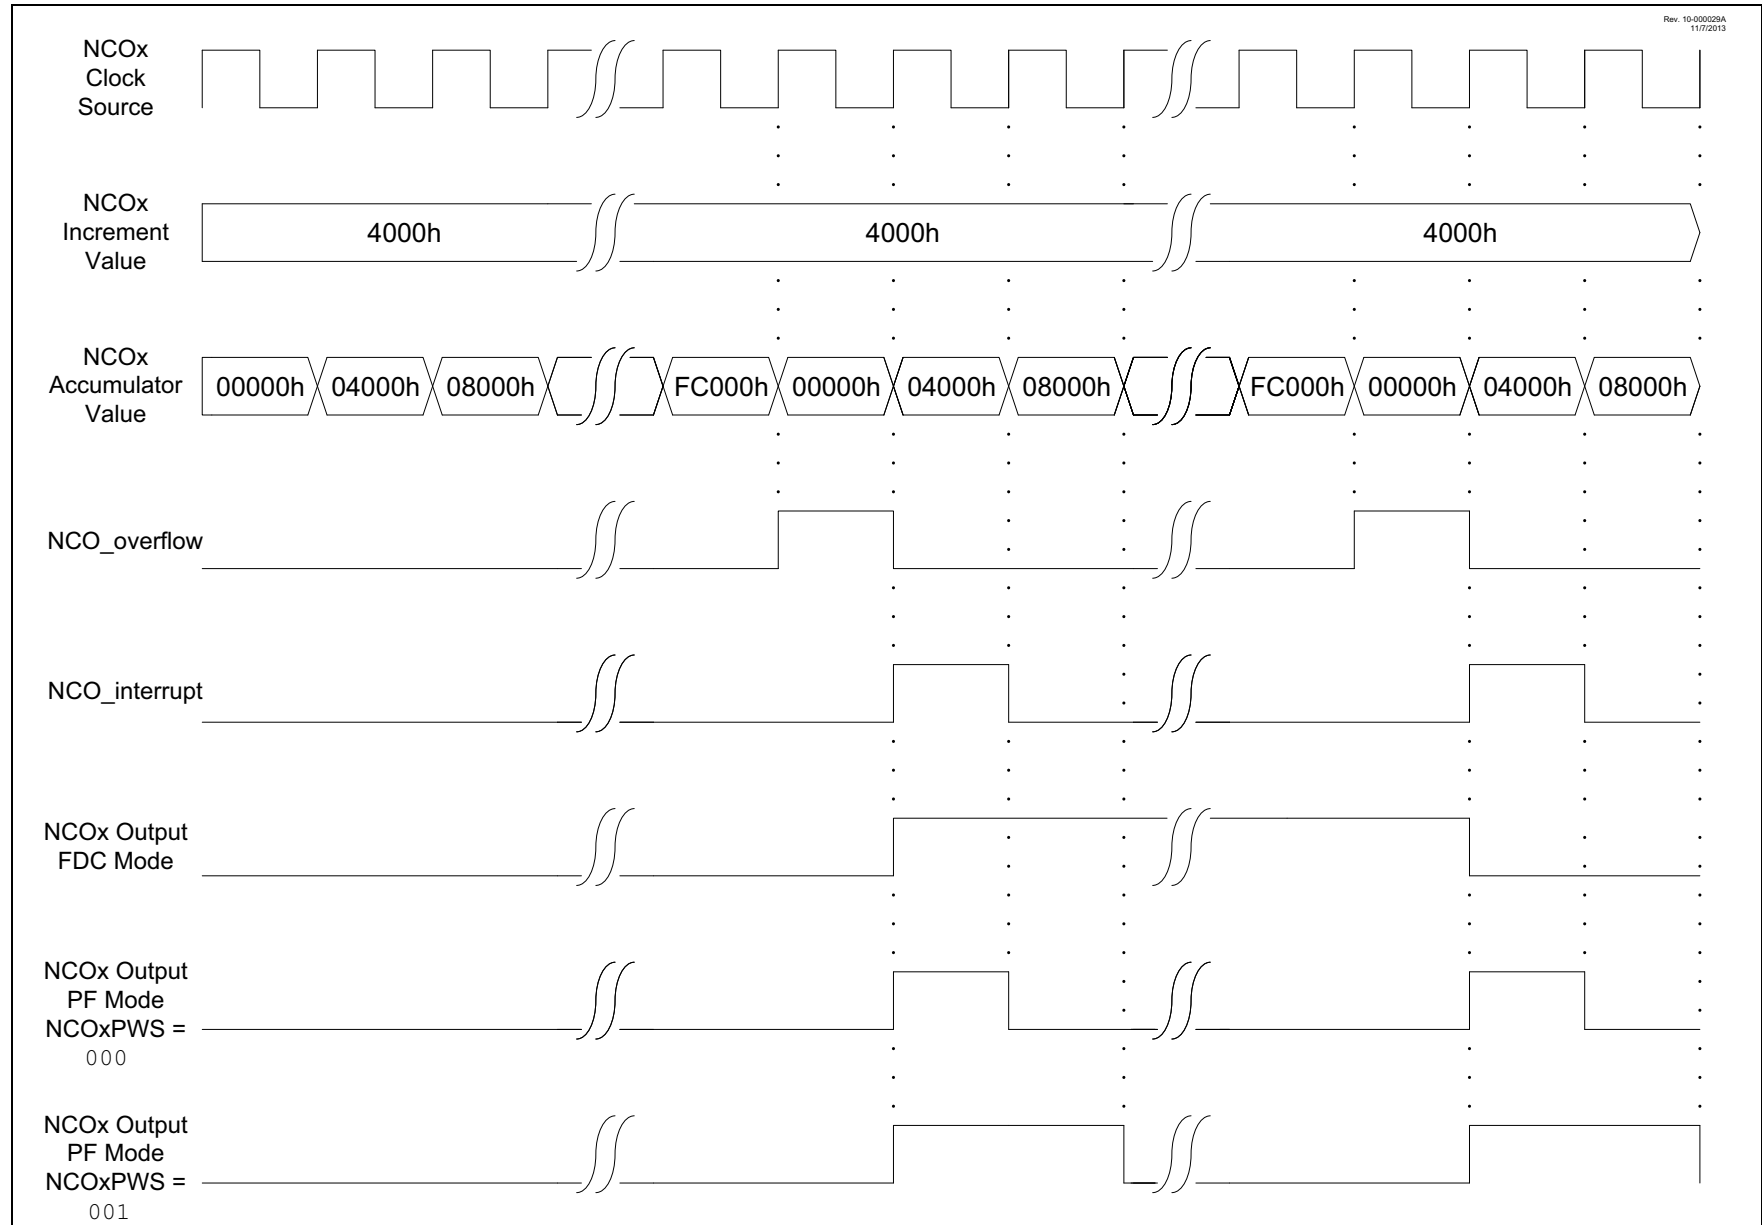 Rev. 10-000029A
11/7/2013
NCOx
Clock
Source
NCOx
Increment
Value
4000h
4000h
4000h
NCOx
Accumulator
Value
00000h
04000h
08000h
FC000h
00000h
04000h
08000h
FC000h
00000h
04000h
08000h
NCO_overflow
NCO_interrupt
NCOx Output
FDC Mode
NCOx Output
PF Mode
NCOxPWS =
000
NCOx Output
PF Mode
NCOxPWS =
001